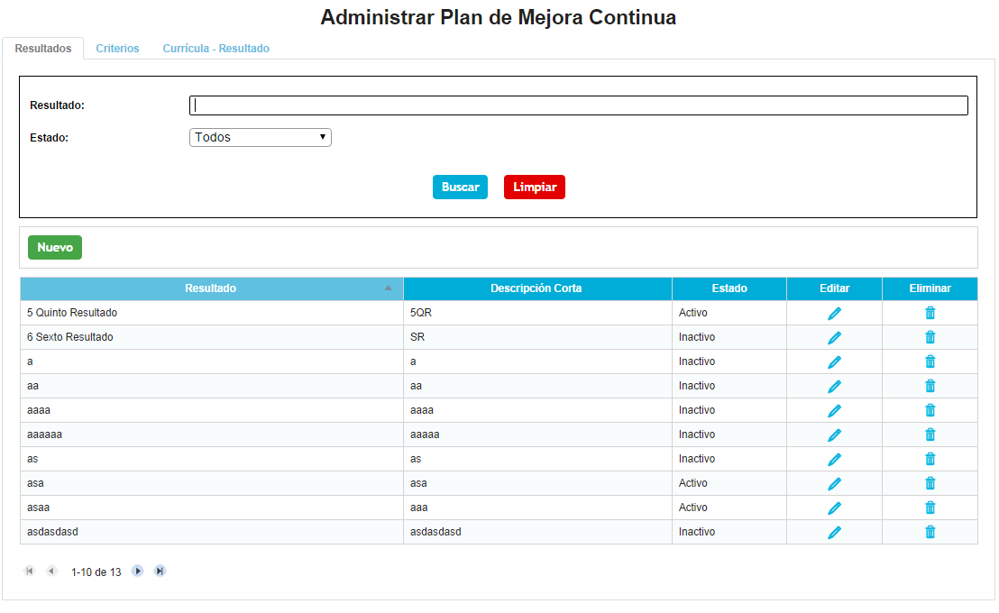 Administrar Plan de Mejora Continua
Resultados Criterios Currícula - Resultado
Resultado:
Estado: Todos
Buscar Limpiar
Nuevo
Resultado Descripción Corta Estado Editar Eliminar
5 Quinto Resultado 5QR Activo
6 Sexto Resultado SR Inactivo
a a Inactivo
aa aa Inactivo
aaaa aaaa Inactivo
aaaaaa aaaaa Inactivo
as as Inactivo
asa asa Activo
asaa aaa Activo
asdasdasd asdasdasd Inactivo
1-10 de 13